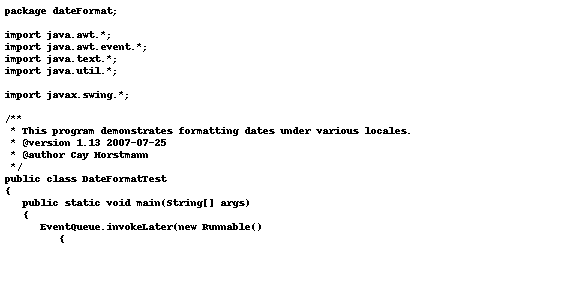 package dateFormat;

import java.awt.*;
import java.awt.event.*;
import java.text.*;
import java.util.*;

import javax.swing.*;

/**
 * This program demonstrates formatting dates under various locales.
 * @version 1.13 2007-07-25
 * @author Cay Horstmann
 */
public class DateFormatTest
{
   public static void main(String[] args)
   {
      EventQueue.invokeLater(new Runnable()
         {